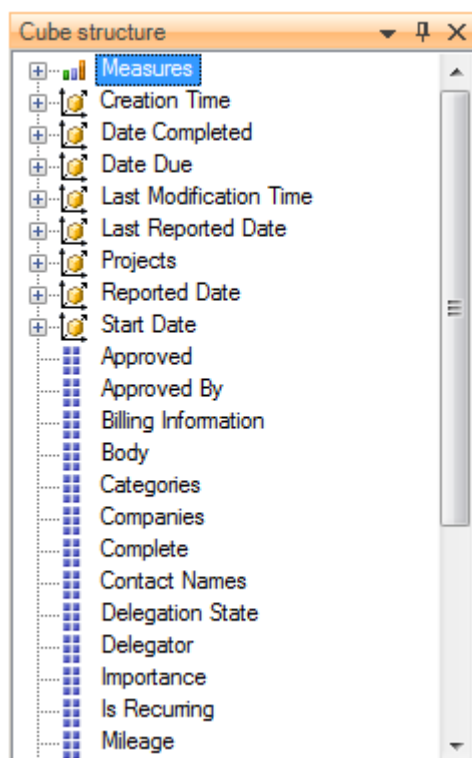 Cube structure
Measures
Creation Time
Date Completed
Date Due
Last Modification Time
Last Reported Date
Projects
Reported Date
Start Date
Approved
Approved By
Billing Information
Body
Categories
Companies
Complete
Contact Names
Delegation State
Delegator
Importance
Is Recurring
Mileage